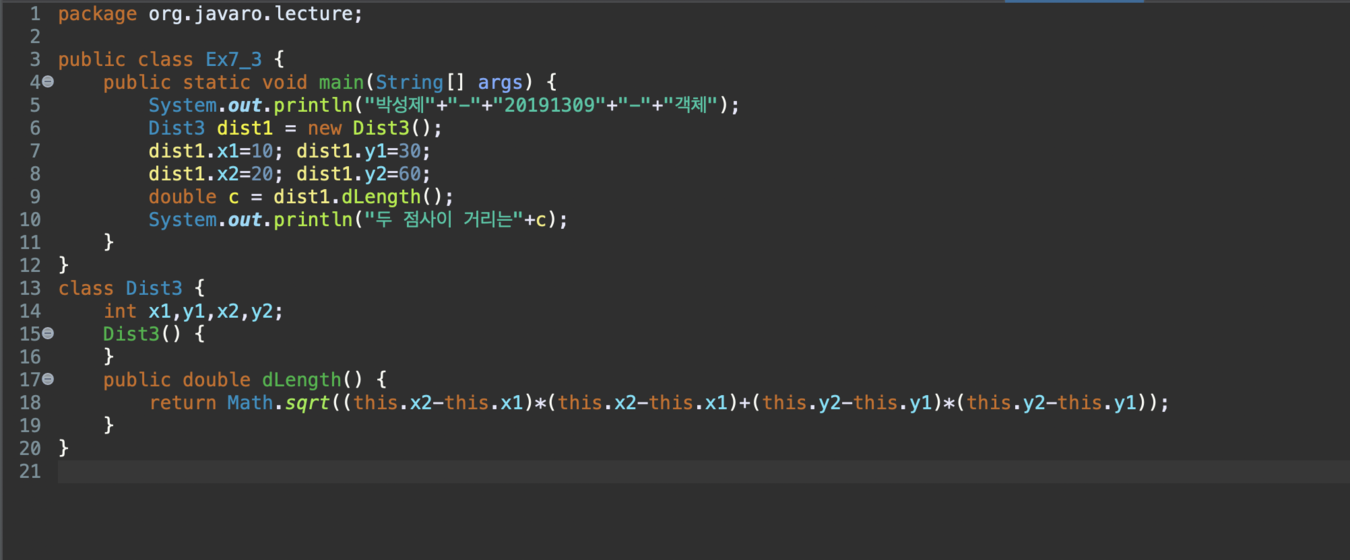 1 package org.javaro.lecture;
2
3 public class Ex7_3 {
4 public static void main(String[] args) {
5 System.out.println("박성제"+"-"+"20191309"+"-"+"객체");
6 Dist3 dist1 = new Dist3();
7 dist1.x1=10; dist1.y1=30;
8 dist1.x2=20; dist1.y2=60;
9 double c = dist1.dLength();
10 System.out.println("두 점사이 거리는"+c);
11 }
12 }
13 class Dist3 {
14 int x1,y1,x2,y2;
15 Dist3() {
16 }
17 public double dLength() {
18 return Math.sqrt((this.x2-this.x1)*(this.x2-this.x1)+(this.y2-this.y1)*(this.y2-this.y1));
19 }
20 }
21